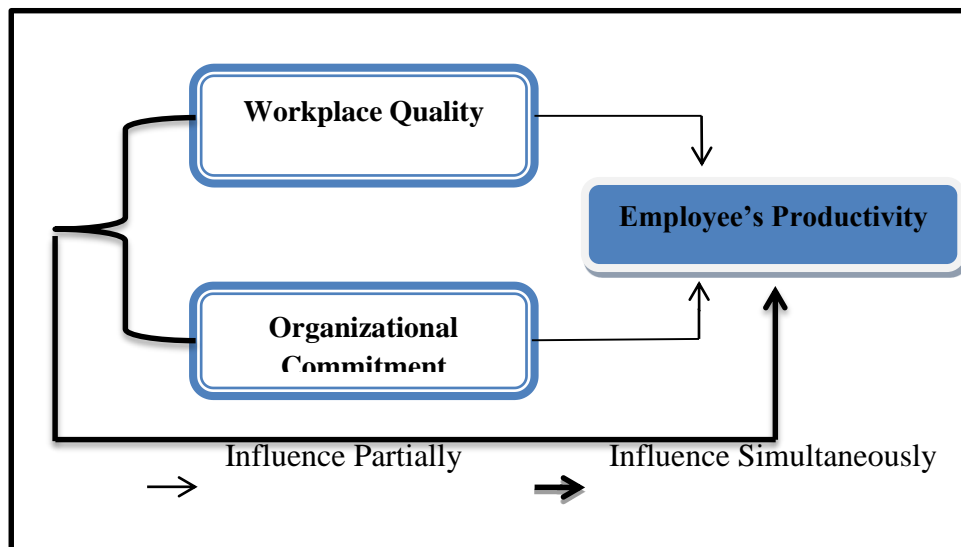 Workplace Quality
Employee’s Productivity
Organizational
Commitment
Influence Partially
Influence Simultaneously